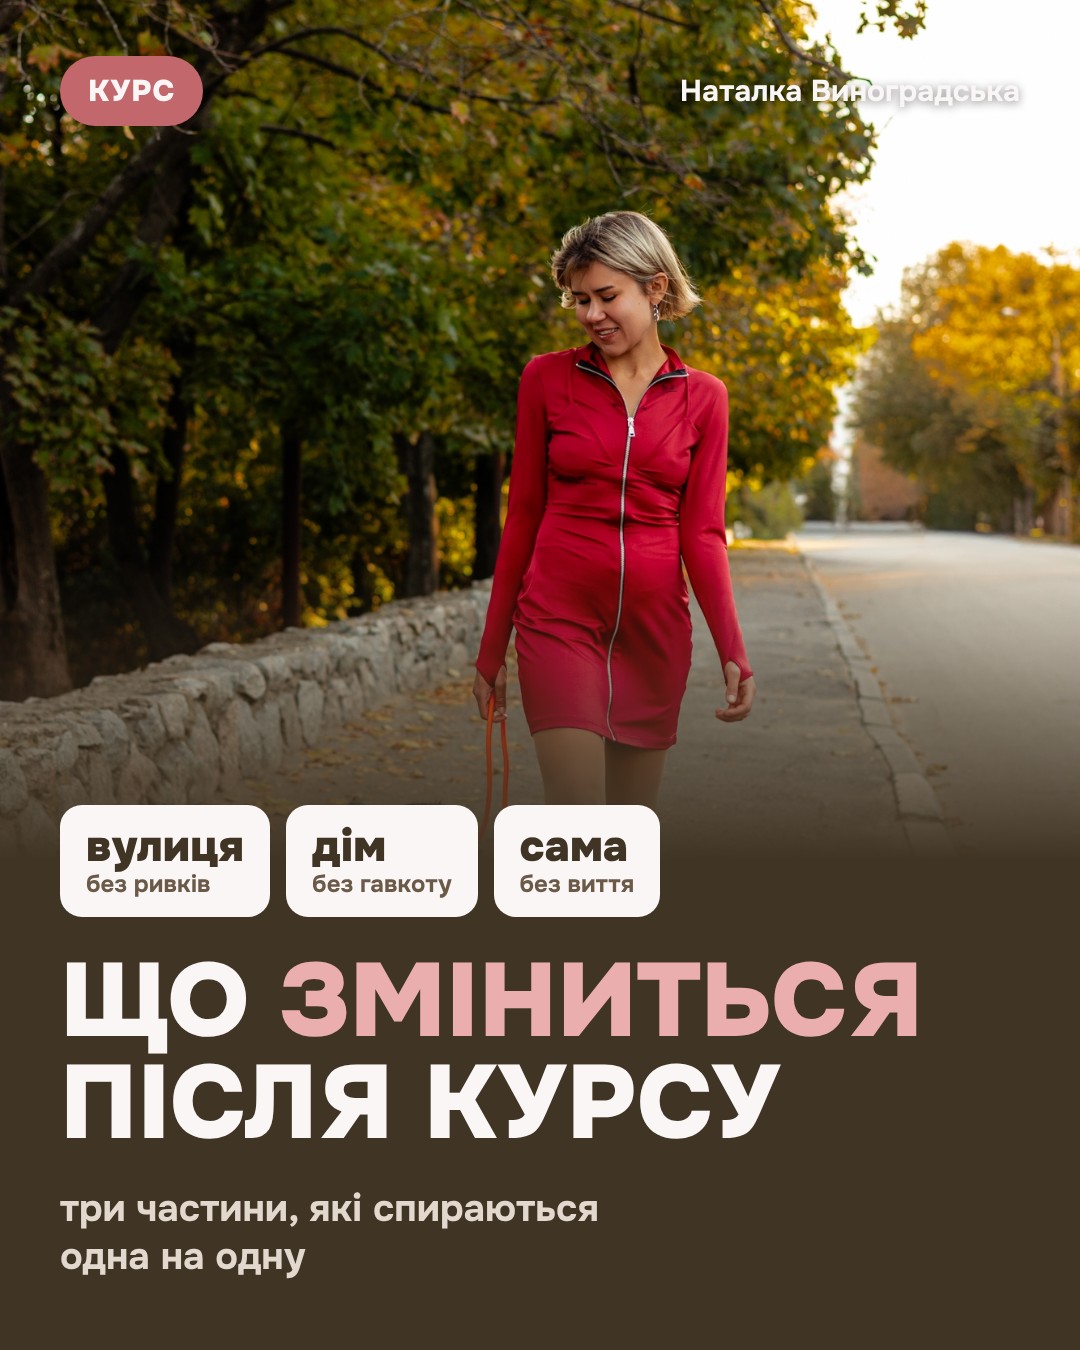 КУРС
Наталка Виноградська
вулиця
без ривків
дім
без гавкоту
сама
без виття
ЩО ЗМІНИТЬСЯ
ПІСЛЯ КУРСУ
три частини, які спираються
одна на одну